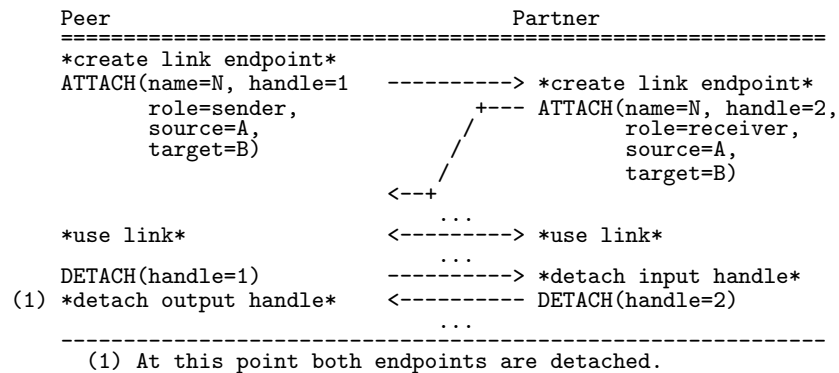 Peer                                Partner
=============================================================
*create link endpoint*
ATTACH(name=N, handle=1   ----------> *create link endpoint*
       role=sender,              +--- ATTACH(name=N, handle=2,
       source=A,                /            role=receiver,
       target=B)               /             source=A,
                              /              target=B)
                          <--+
                              ...
*use link*                <----------> *use link*
                              ...
DETACH(handle=1)          ----------> *detach input handle*
(1) *detach output handle*    <---------- DETACH(handle=2)
                              ...
-------------------------------------------------------------
(1) At this point both endpoints are detached.